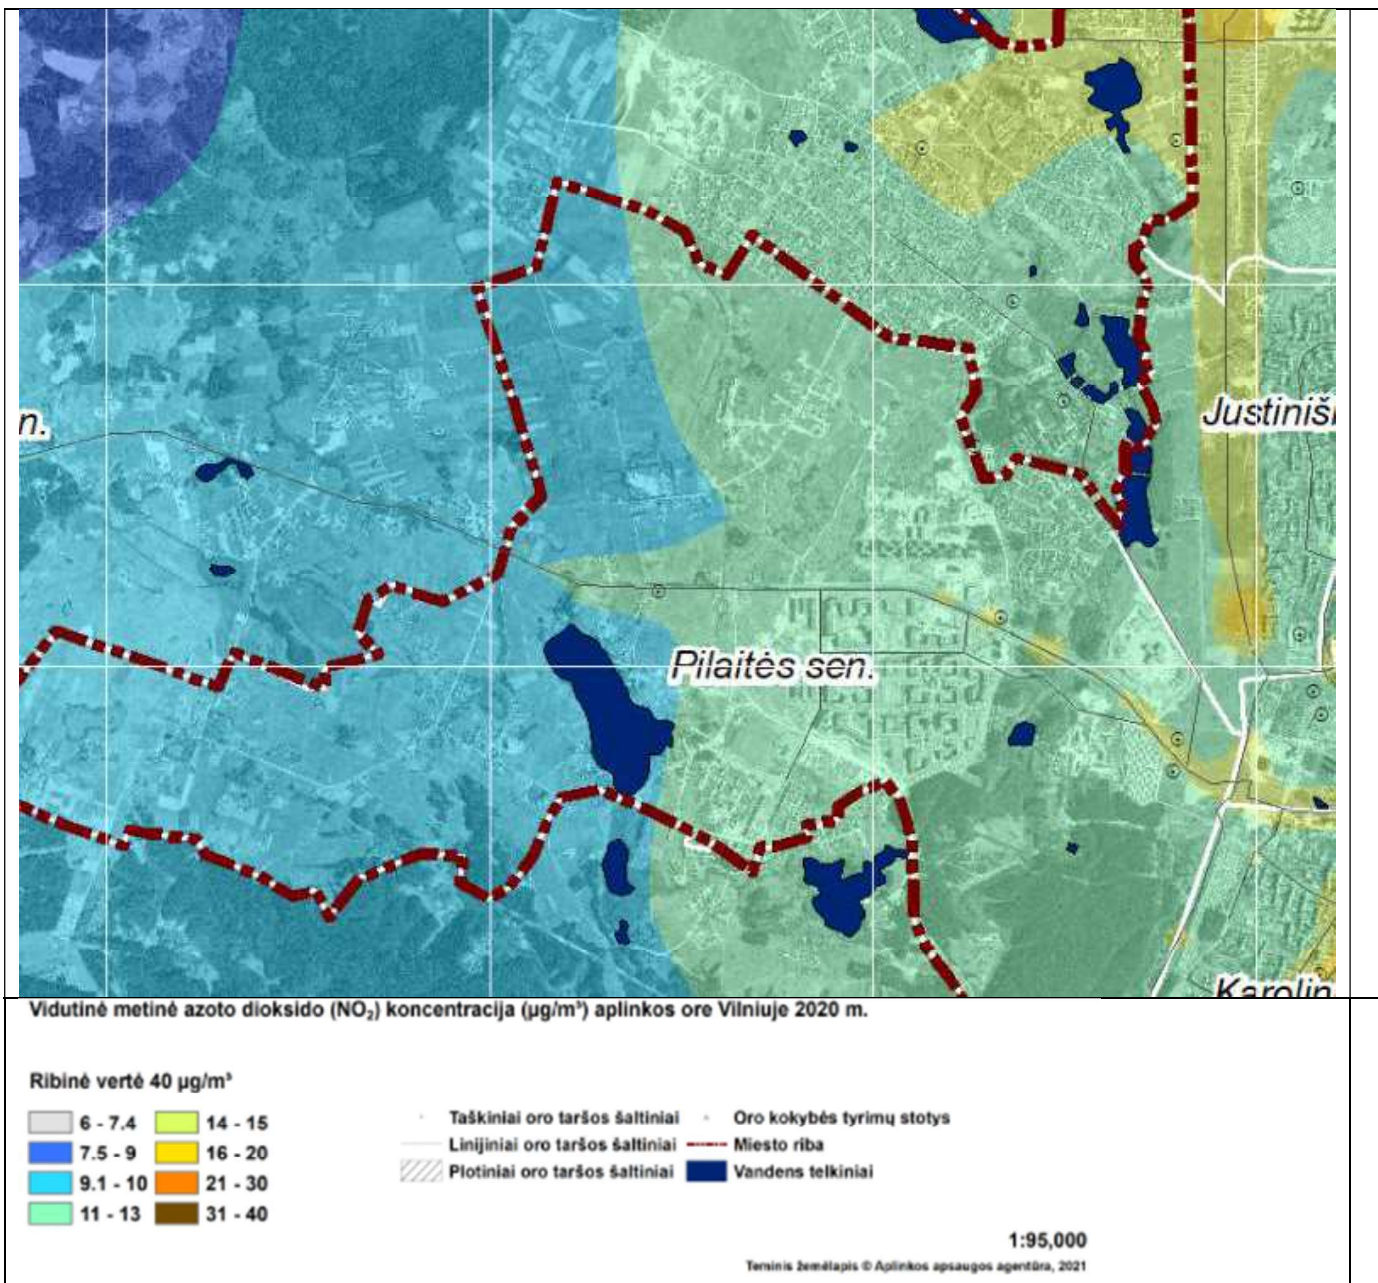 n.
Justiniš
Pilaitės sen.
Karolin
Vidutinė metinė azoto dioksido (NO₂) koncentracija (µg/m³) aplinkos ore Vilniuje 2020 m.
Ribinė vertė 40 µg/m³
6 - 7.4
14 - 15
7.5 - 9
16 - 20
9.1 - 10
21 - 30
11 - 13
31 - 40
Taškiniai oro taršos šaltiniai
Oro kokybės tyrimų stotys
Linijiniai oro taršos šaltiniai
Miesto riba
Plotiniai oro taršos šaltiniai
Vandens telkiniai
1:95,000
Teminis žemėlapis © Aplinkos apsaugos agentūra, 2021